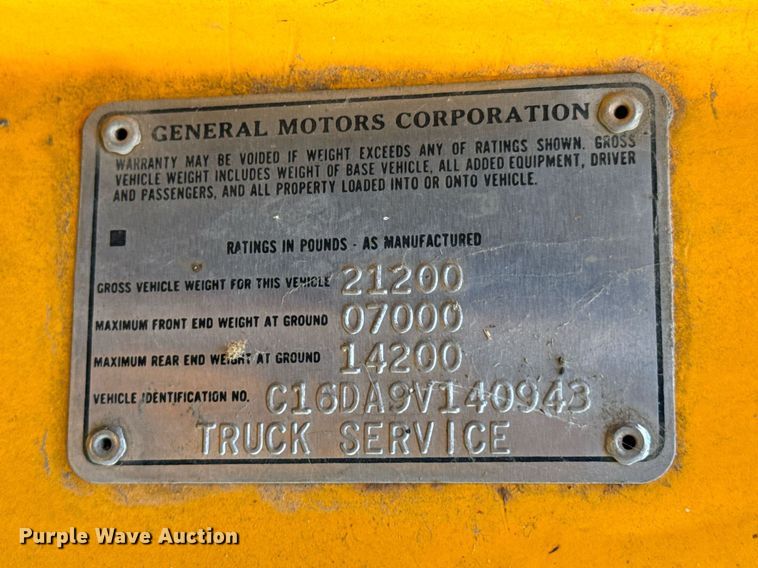 GENERAL MOTORS CORPORATION
WARRANTY MAY BE VOIDED IF WEIGHT EXCEEDS ANY OF RATINGS SHOWN. GROSS
VEHICLE WEIGHT INCLUDES WEIGHT OF BASE VEHICLE, ALL ADDED EQUIPMENT, DRIVER
AND PASSENGERS, AND ALL PROPERTY LOADED INTO OR ONTO VEHICLE.
RATINGS IN POUNDS - AS MANUFACTURED
GROSS VEHICLE WEIGHT FOR THIS VEHICLE 21200
MAXIMUM FRONT END WEIGHT AT GROUND 07000
MAXIMUM REAR END WEIGHT AT GROUND 14200
VEHICLE IDENTIFICATION NO. C16DA9V140943
TRUCK SERVICE
Purple Wave Auction